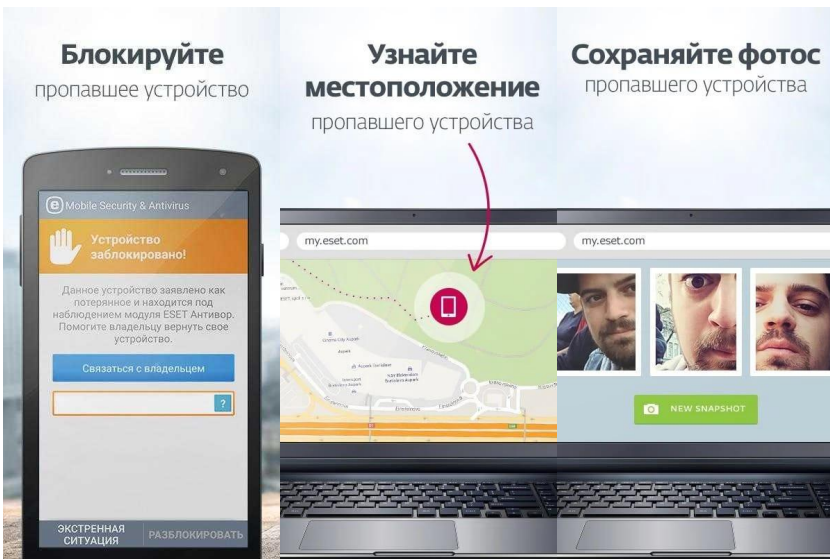 Блокируйте
пропавшее устройство
Mobile Security & Antivirus
Устройство
заблокировано!
Данное устройство заявлено как
потерянное и находится под
наблюдением модуля ESET Антивор.
Помогите владельцу вернуть свое
устройство.
Связаться с владельцем
?
ЭКСТРЕННАЯ
СИТУАЦИЯ
РАЗБЛОКИРОВАТЬ
Узнайте
местоположение
пропавшего устройства
my.eset.com
Сохраняйте фотос
пропавшего устройства
my.eset.com
NEW SNAPSHOT